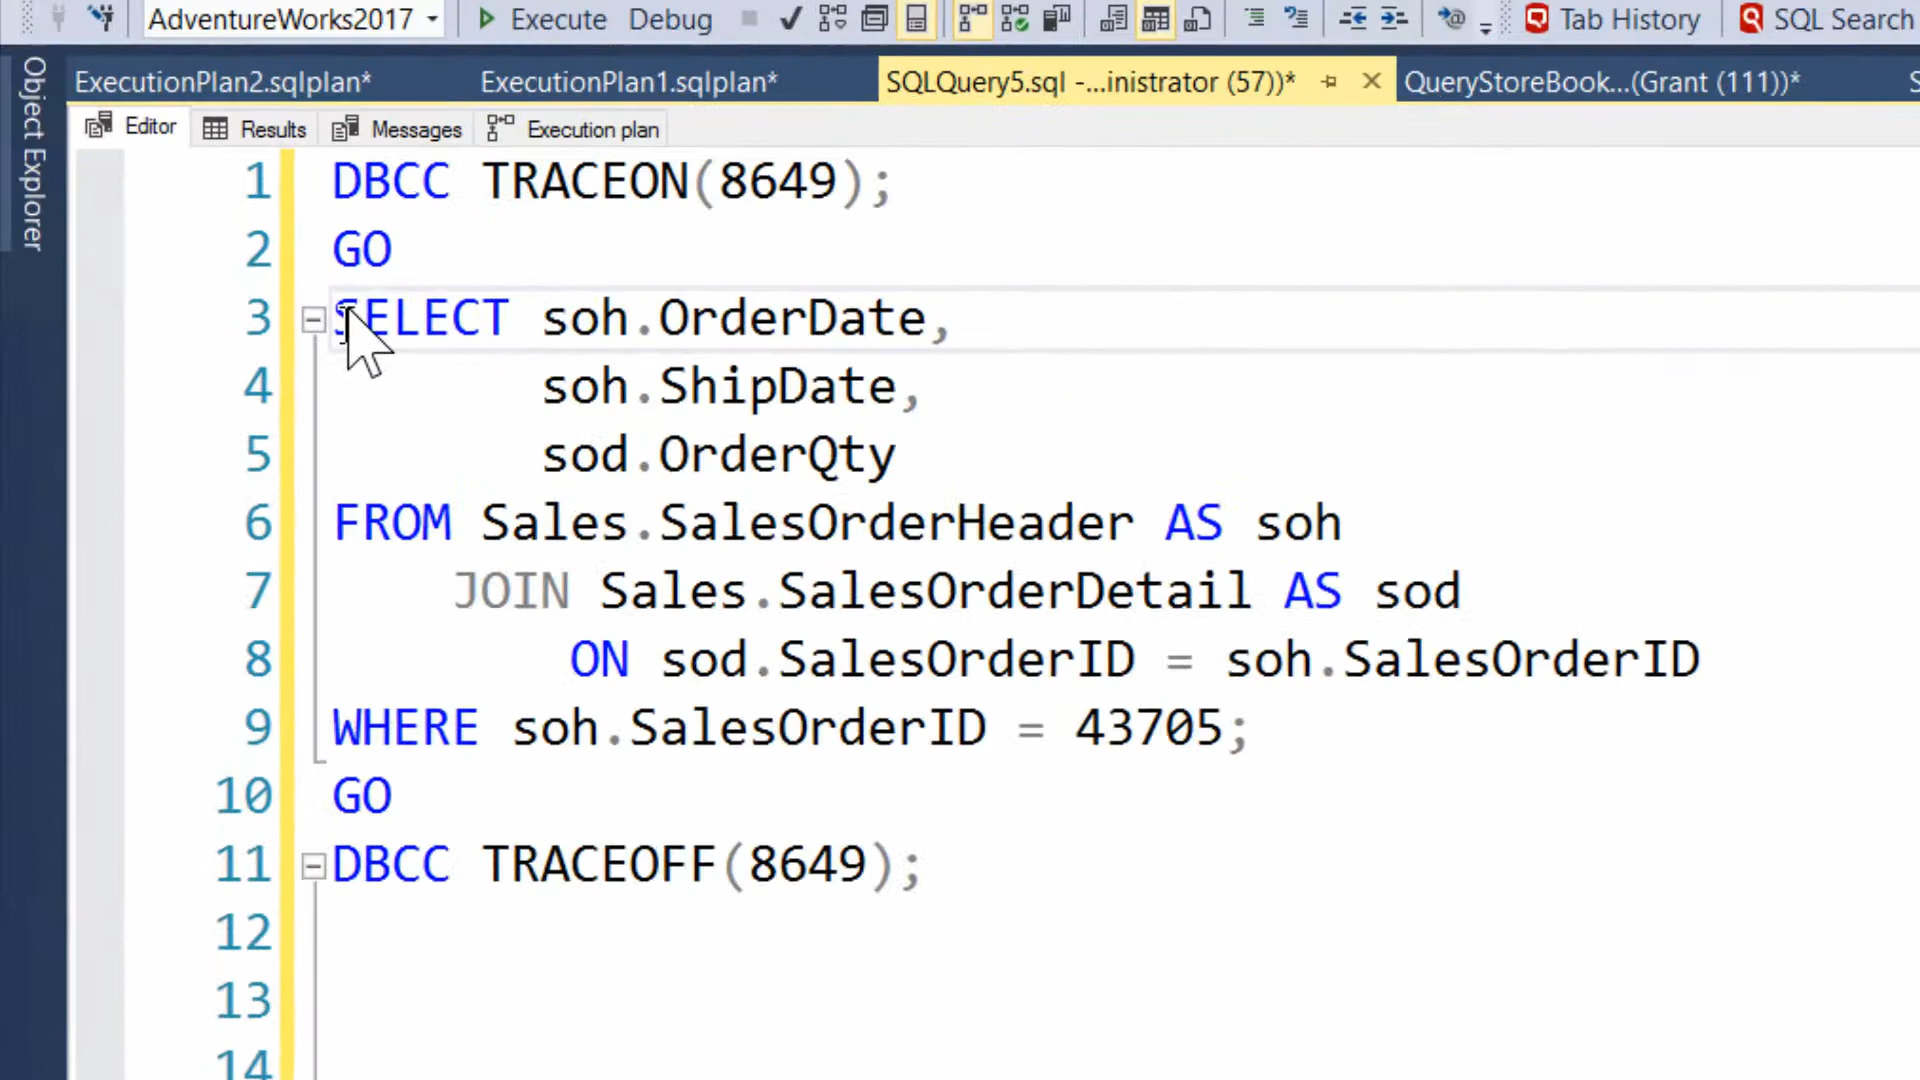 AdventureWorks2017 Execute Debug Tab History SQL Search
ExecutionPlan2.sqlplan* ExecutionPlan1.sqlplan* SQLQuery5.sql -...inistrator (57))* QueryStoreBook...(Grant (111))* S
Object Explorer
Editor Results Messages Execution plan
1 DBCC TRACEON(8649);
2 GO
3 SELECT soh.OrderDate,
4 soh.ShipDate,
5 sod.OrderQty
6 FROM Sales.SalesOrderHeader AS soh
7 JOIN Sales.SalesOrderDetail AS sod
8 ON sod.SalesOrderID = soh.SalesOrderID
9 WHERE soh.SalesOrderID = 43705;
10 GO
11 DBCC TRACEOFF(8649);
12
13
14